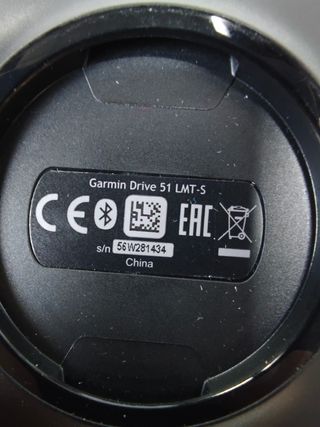 Garmin Drive 51 LMT-S
CE EAC
s/n 56W281434
China